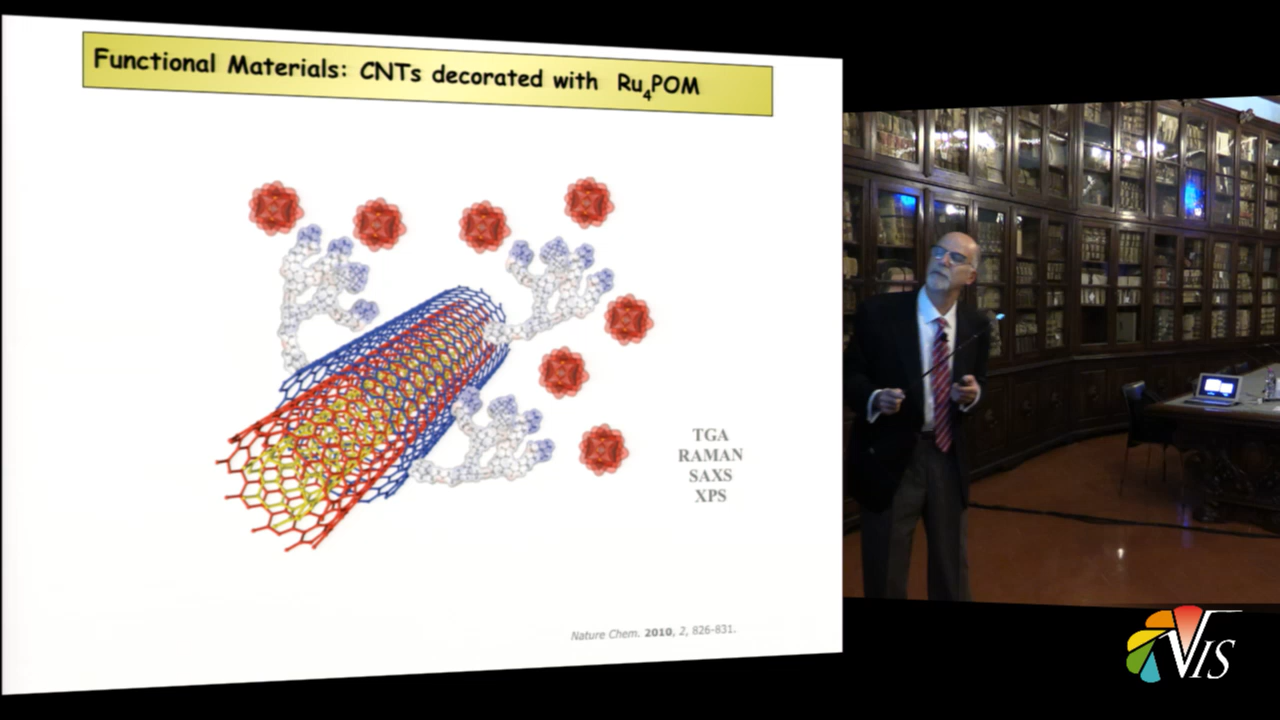 Functional Materials: CNTs decorated with Ru4POM
TGA
RAMAN
SAXS
XPS
Nature Chem. 2010, 2, 826-831.
VIS